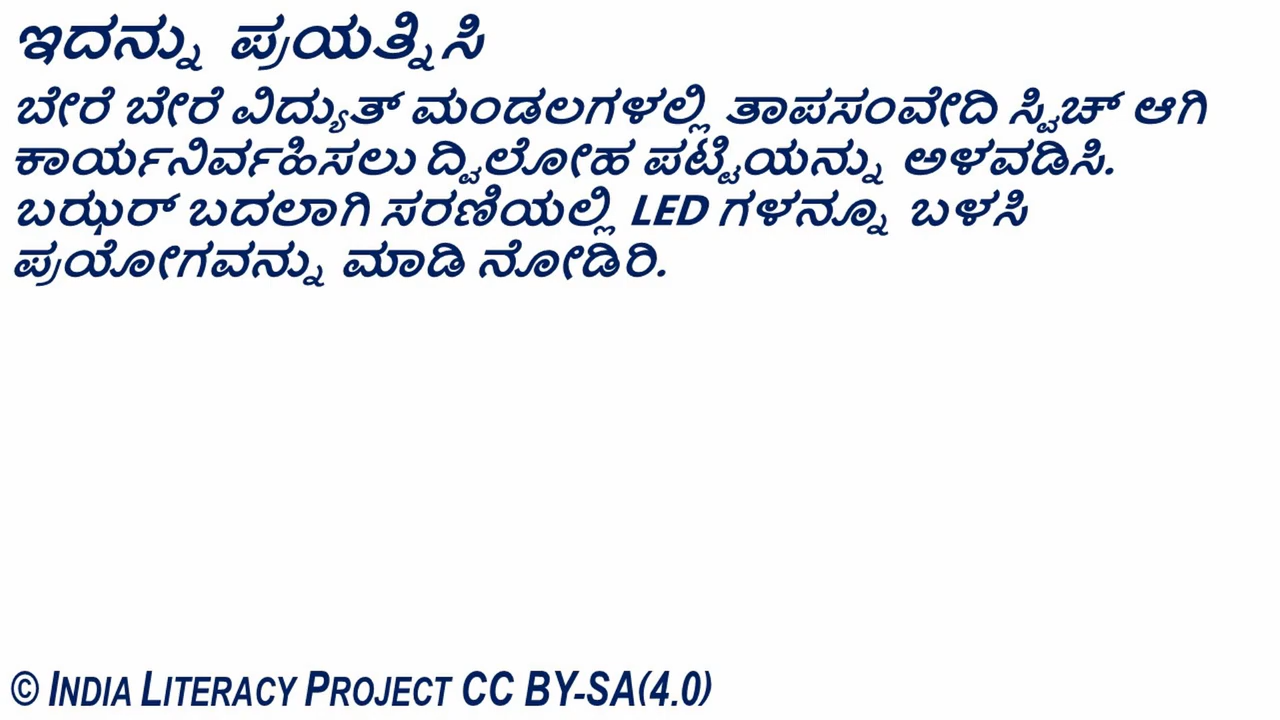 ಇದನ್ನು ಪ್ರಯತ್ನಿಸಿ
ಬೇರೆ ಬೇರೆ ವಿದ್ಯುತ್ ಮಂಡಲಗಳಲ್ಲಿ ತಾಪಸಂವೇದಿ ಸ್ವಿಚ್ ಆಗಿ
ಕಾರ್ಯನಿರ್ವಹಿಸಲು ದ್ವಿಲೋಹ ಪಟ್ಟಿಯನ್ನು ಅಳವಡಿಸಿ.
ಬಝರ್ ಬದಲಾಗಿ ಸರಣಿಯಲ್ಲಿ LED ಗಳನ್ನೂ ಬಳಸಿ
ಪ್ರಯೋಗವನ್ನು ಮಾಡಿ ನೋಡಿರಿ.
© INDIA LITERACY PROJECT CC BY-SA(4.0)